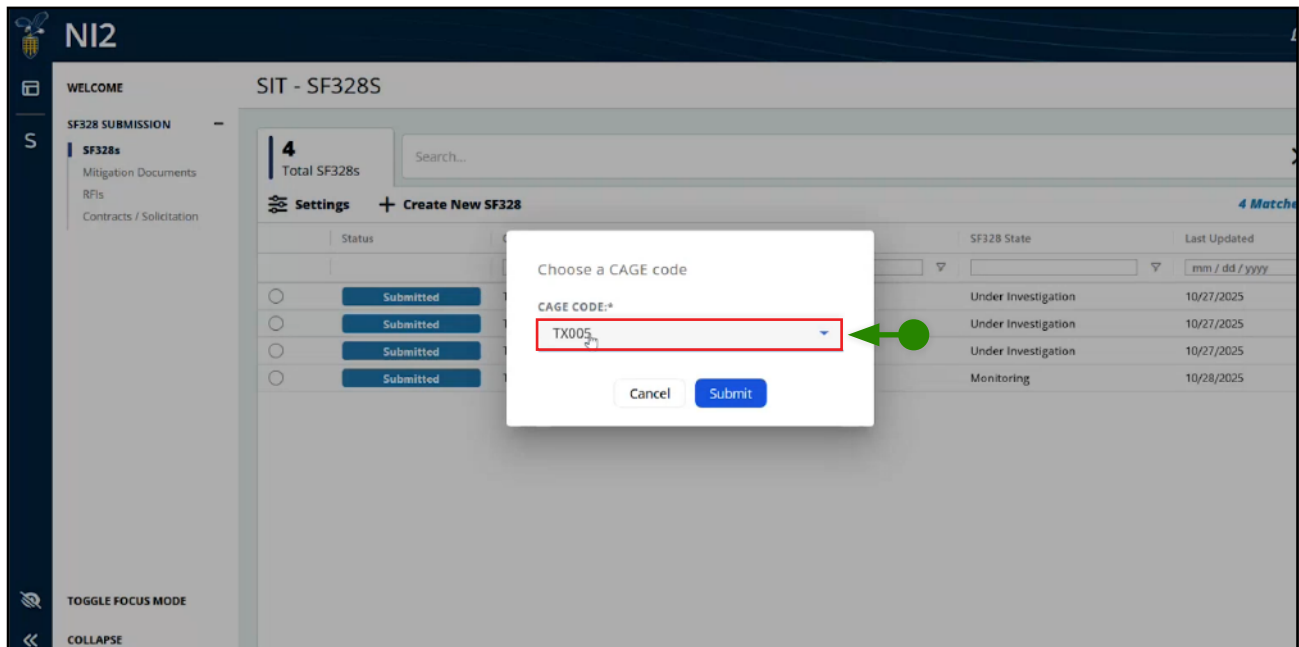 NI2
WELCOME
SF328 SUBMISSION
SF328s
Mitigation Documents
RFIs
Contracts / Solicitation
TOGGLE FOCUS MODE
COLLAPSE
S
SIT - SF328S
4
Total SF328s
Search...
Settings + Create New SF328
4 Matche
Status SF328 State Last Updated
mm / dd / yyyy
Submitted Under Investigation 10/27/2025
Submitted Under Investigation 10/27/2025
Submitted Under Investigation 10/27/2025
Submitted Monitoring 10/28/2025
Choose a CAGE code
CAGE CODE:*
TX005
Cancel Submit